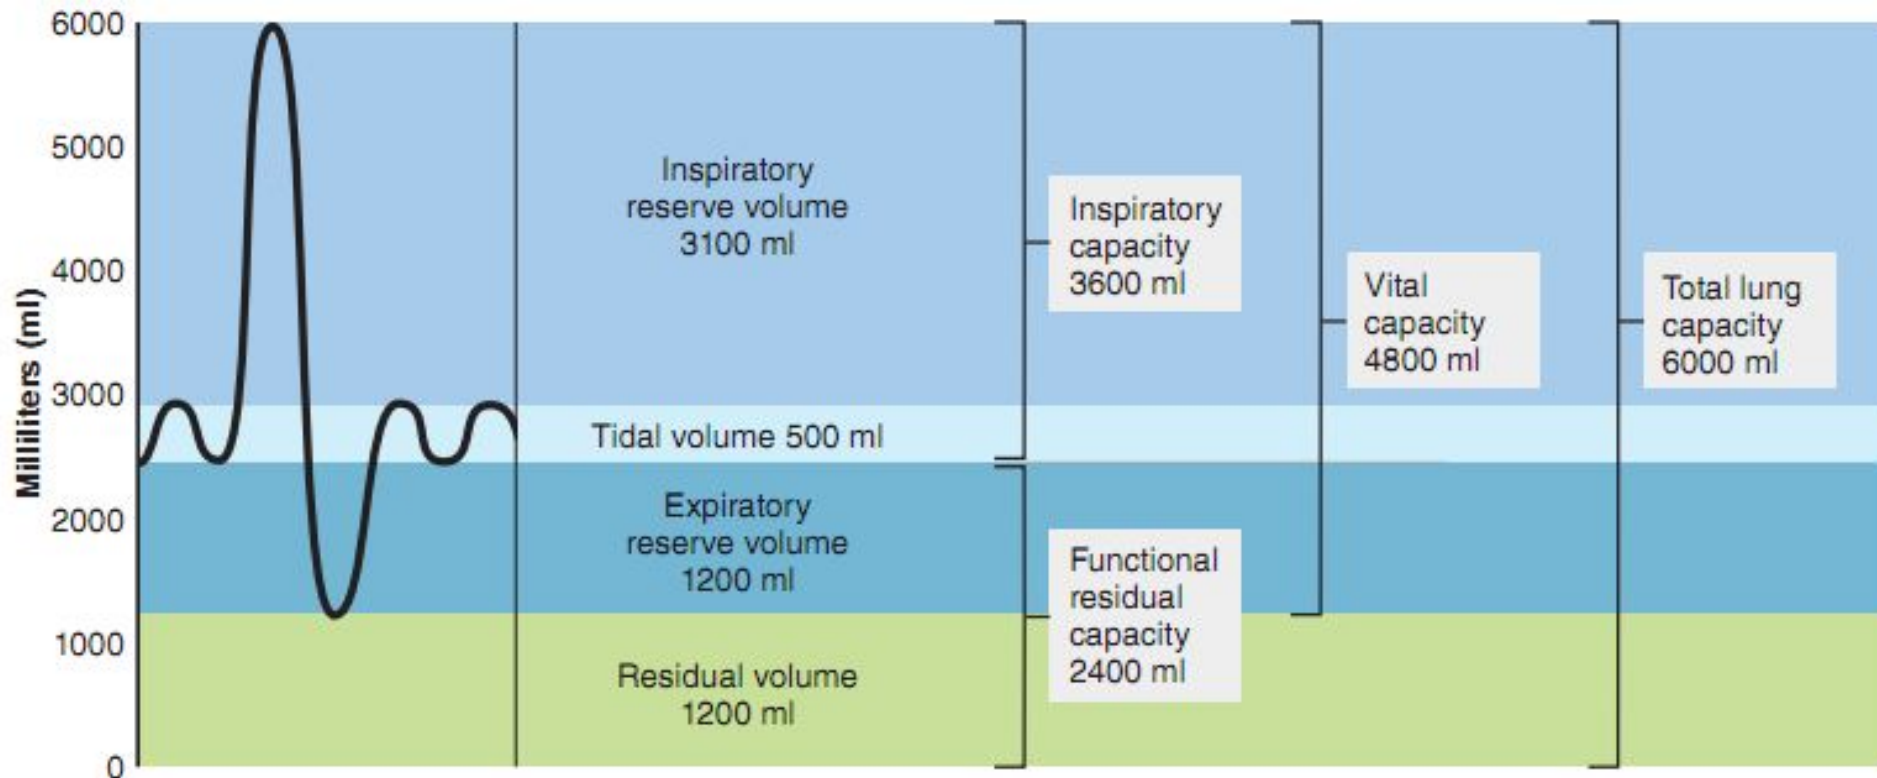 6000
5000
4000
3000
2000
1000
0
Milliliters (ml)
Inspiratory
reserve volume
3100 ml
Tidal volume 500 ml
Expiratory
reserve volume
1200 ml
Residual volume
1200 ml
Inspiratory
capacity
3600 ml
Functional
residual
capacity
2400 ml
Vital
capacity
4800 ml
Total lung
capacity
6000 ml